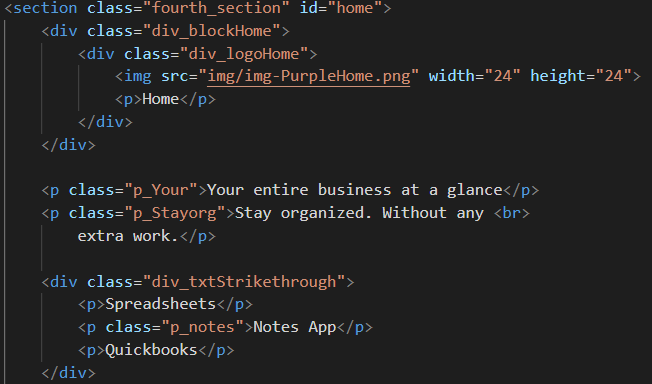 <section class="fourth_section" id="home">
    <div class="div_blockHome">
        <div class="div_logoHome">
            <img src="img/img-PurpleHome.png" width="24" height="24">
            <p>Home</p>
        </div>
    </div>

    <p class="p_Your">Your entire business at a glance</p>
    <p class="p_Stayorg">Stay organized. Without any <br>
        extra work.</p>

    <div class="div_txtStrikethrough">
        <p>Spreadsheets</p>
        <p class="p_notes">Notes App</p>
        <p>Quickbooks</p>
    </div>